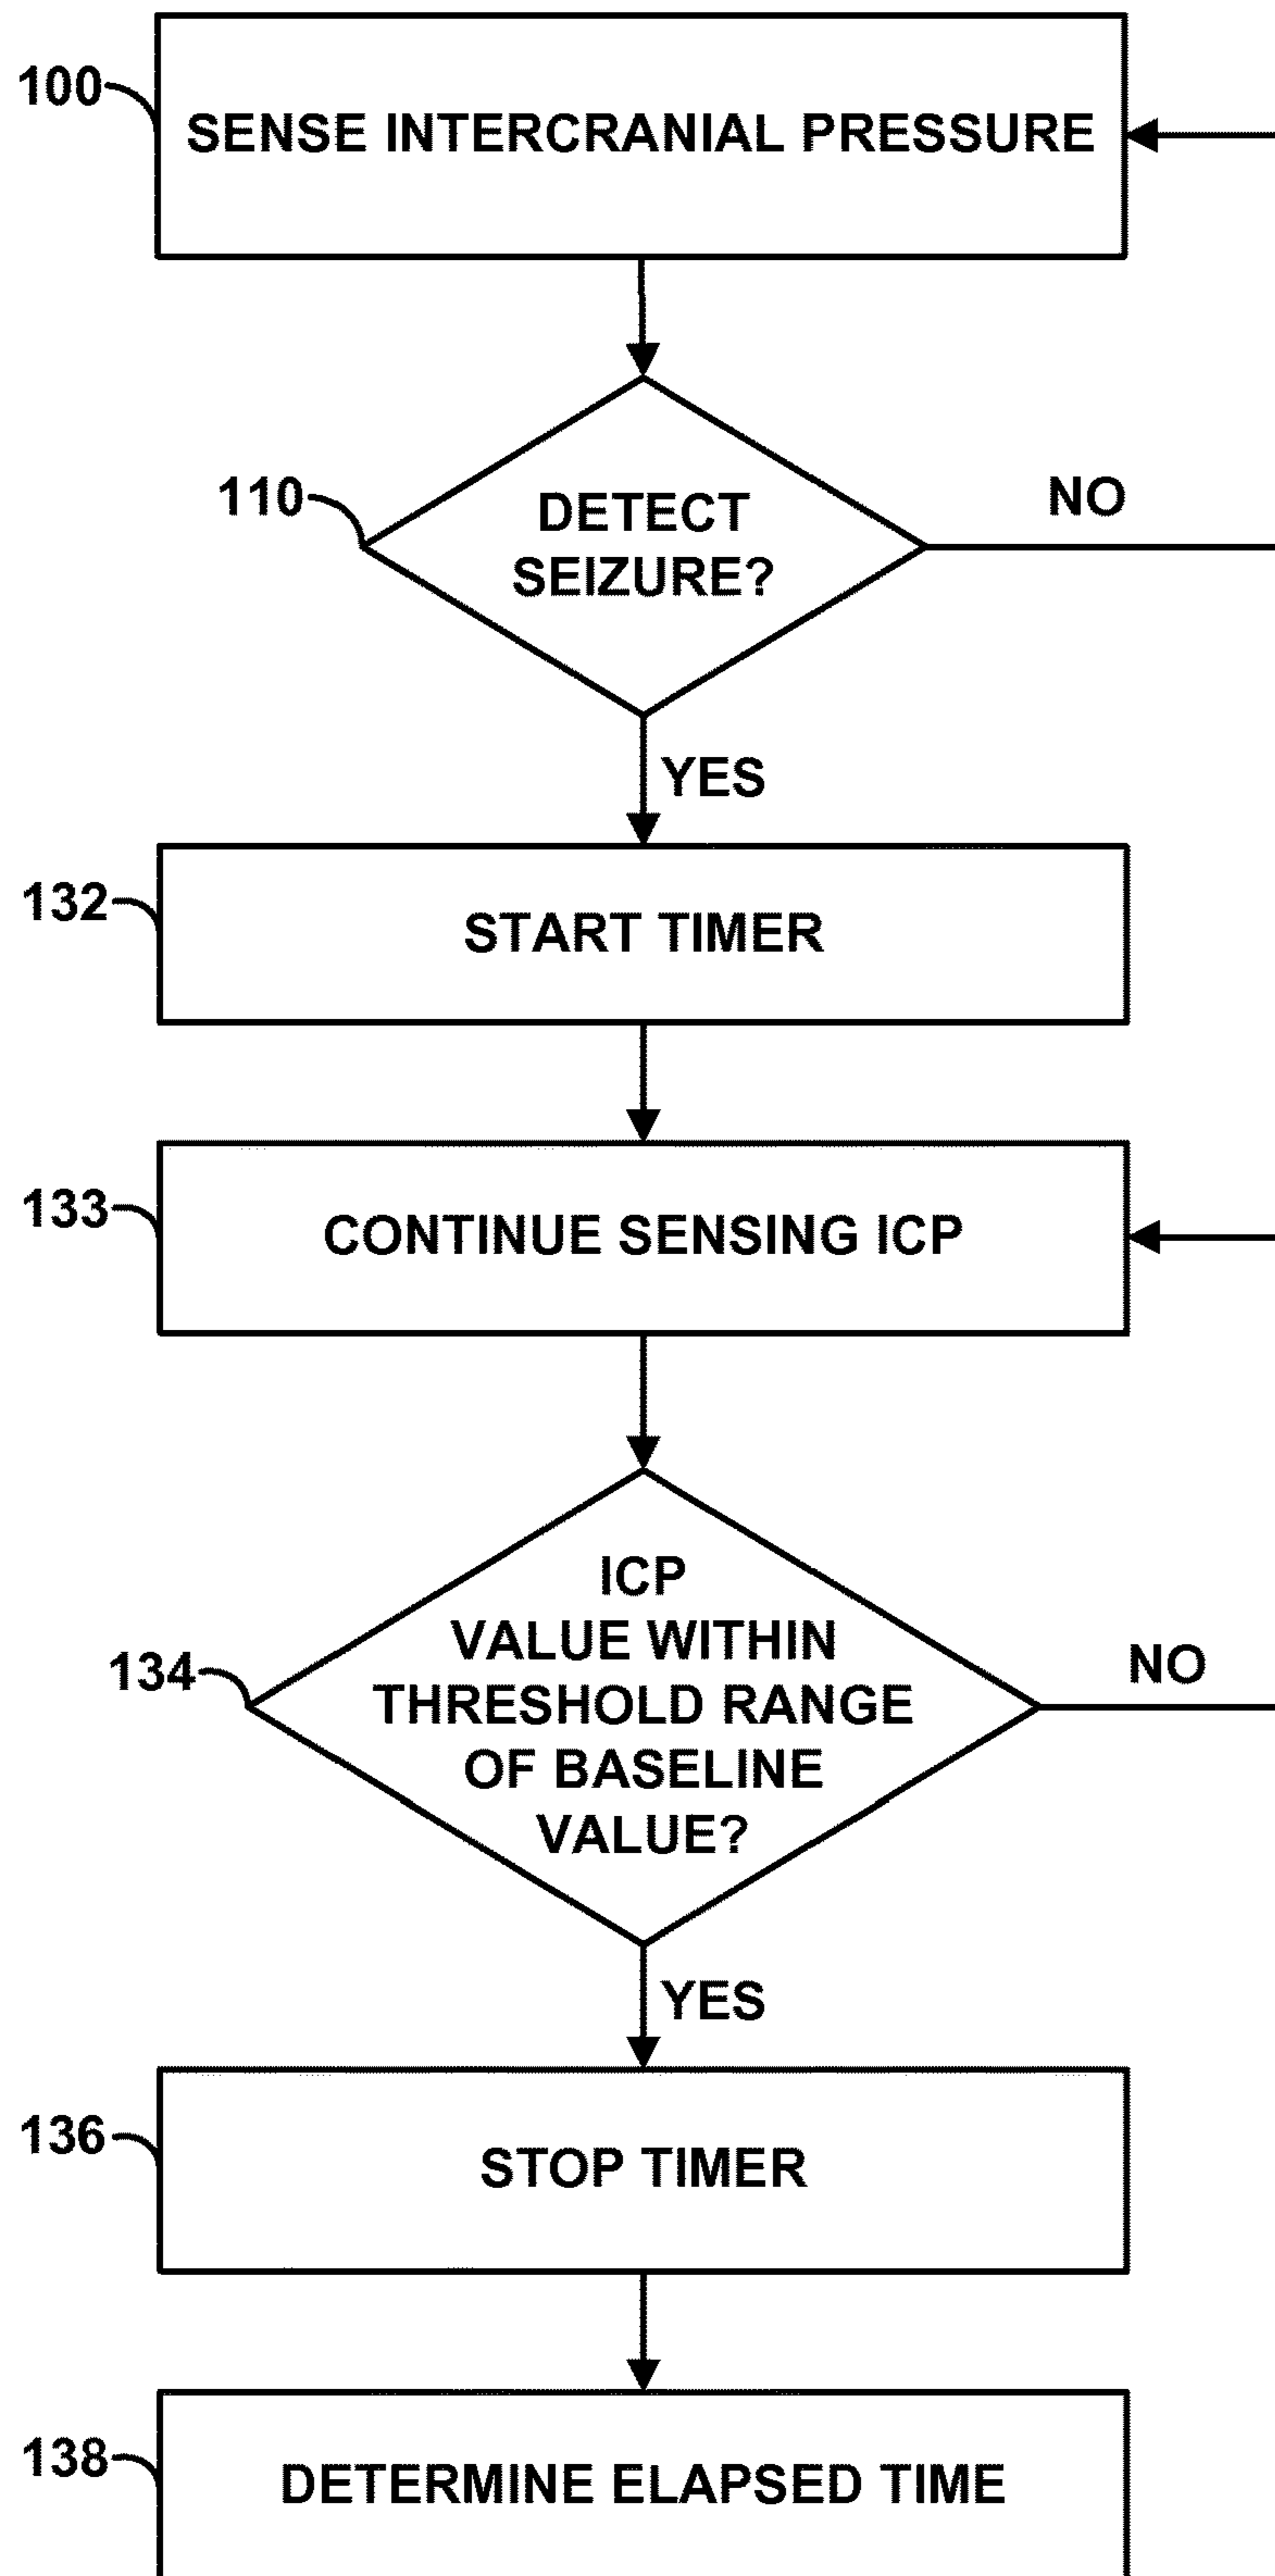 100
SENSE INTERCRANIAL PRESSURE
110
DETECT
SEIZURE?
NO
YES
132
START TIMER
133
CONTINUE SENSING ICP
134
ICP
VALUE WITHIN
THRESHOLD RANGE
OF BASELINE
VALUE?
NO
YES
136
STOP TIMER
138
DETERMINE ELAPSED TIME